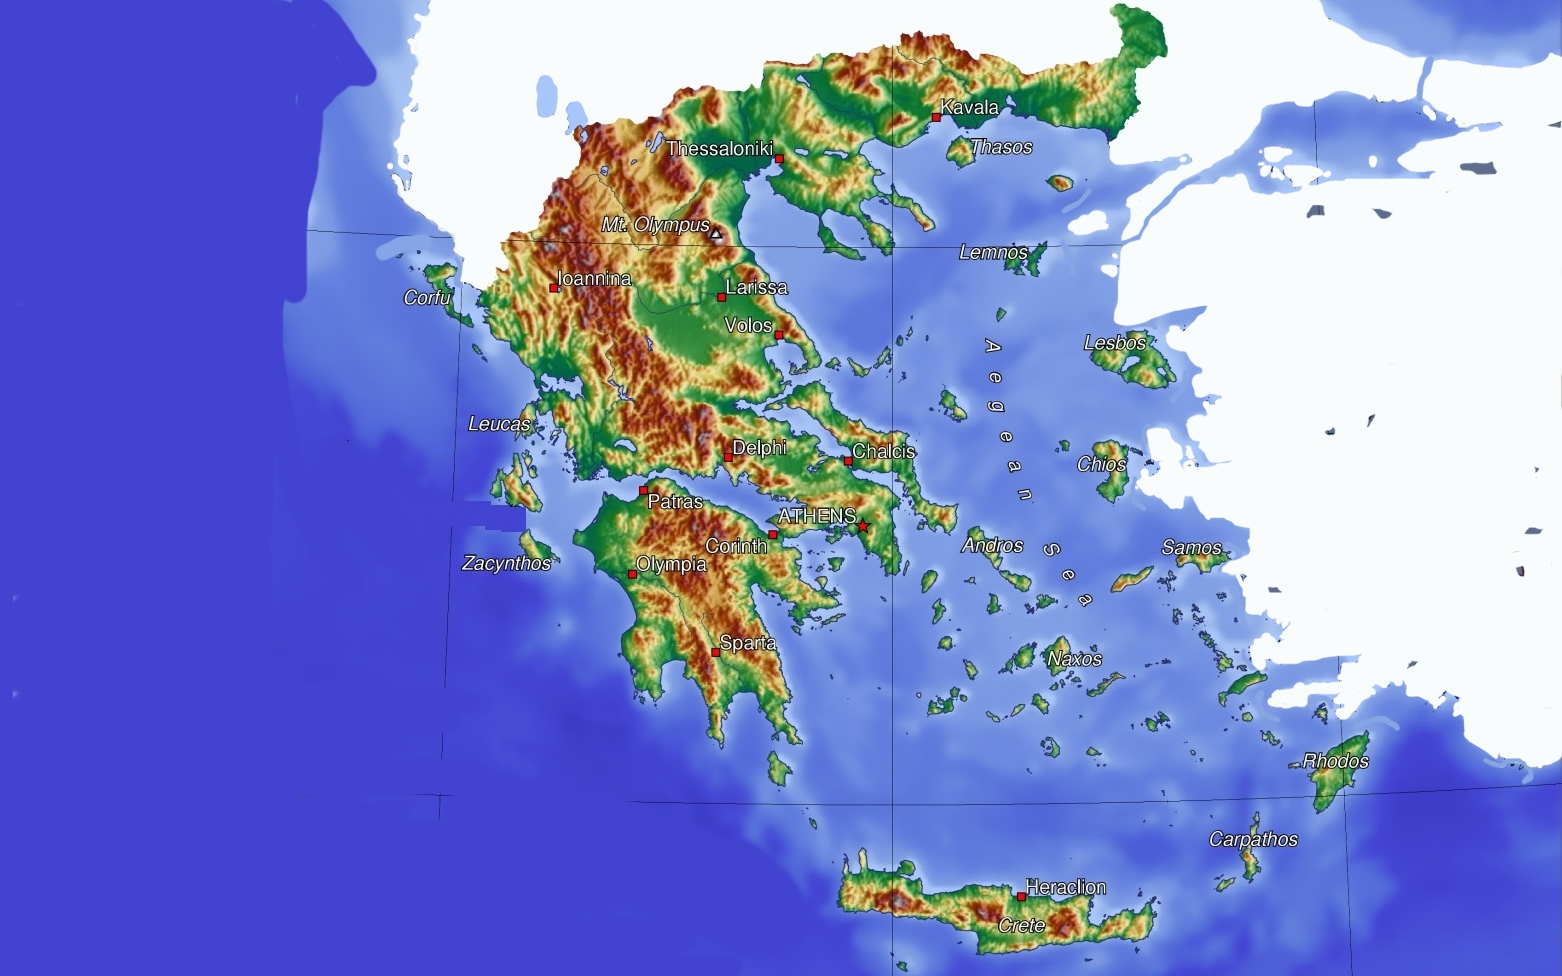 Kavala
Thessaloniki
Thasos
Mt. Olympus
Lemnos
Ioannina
Corfu
Larissa
Volos
Aegean Sea
Lesbos
Leucas
Delphi
Chalcis
Chios
Patras
ATHENS
Corinth
Andros
Samos
Zacynthos
Olympia
Sparta
Naxos
Rhodos
Carpathos
Heraclion
Crete